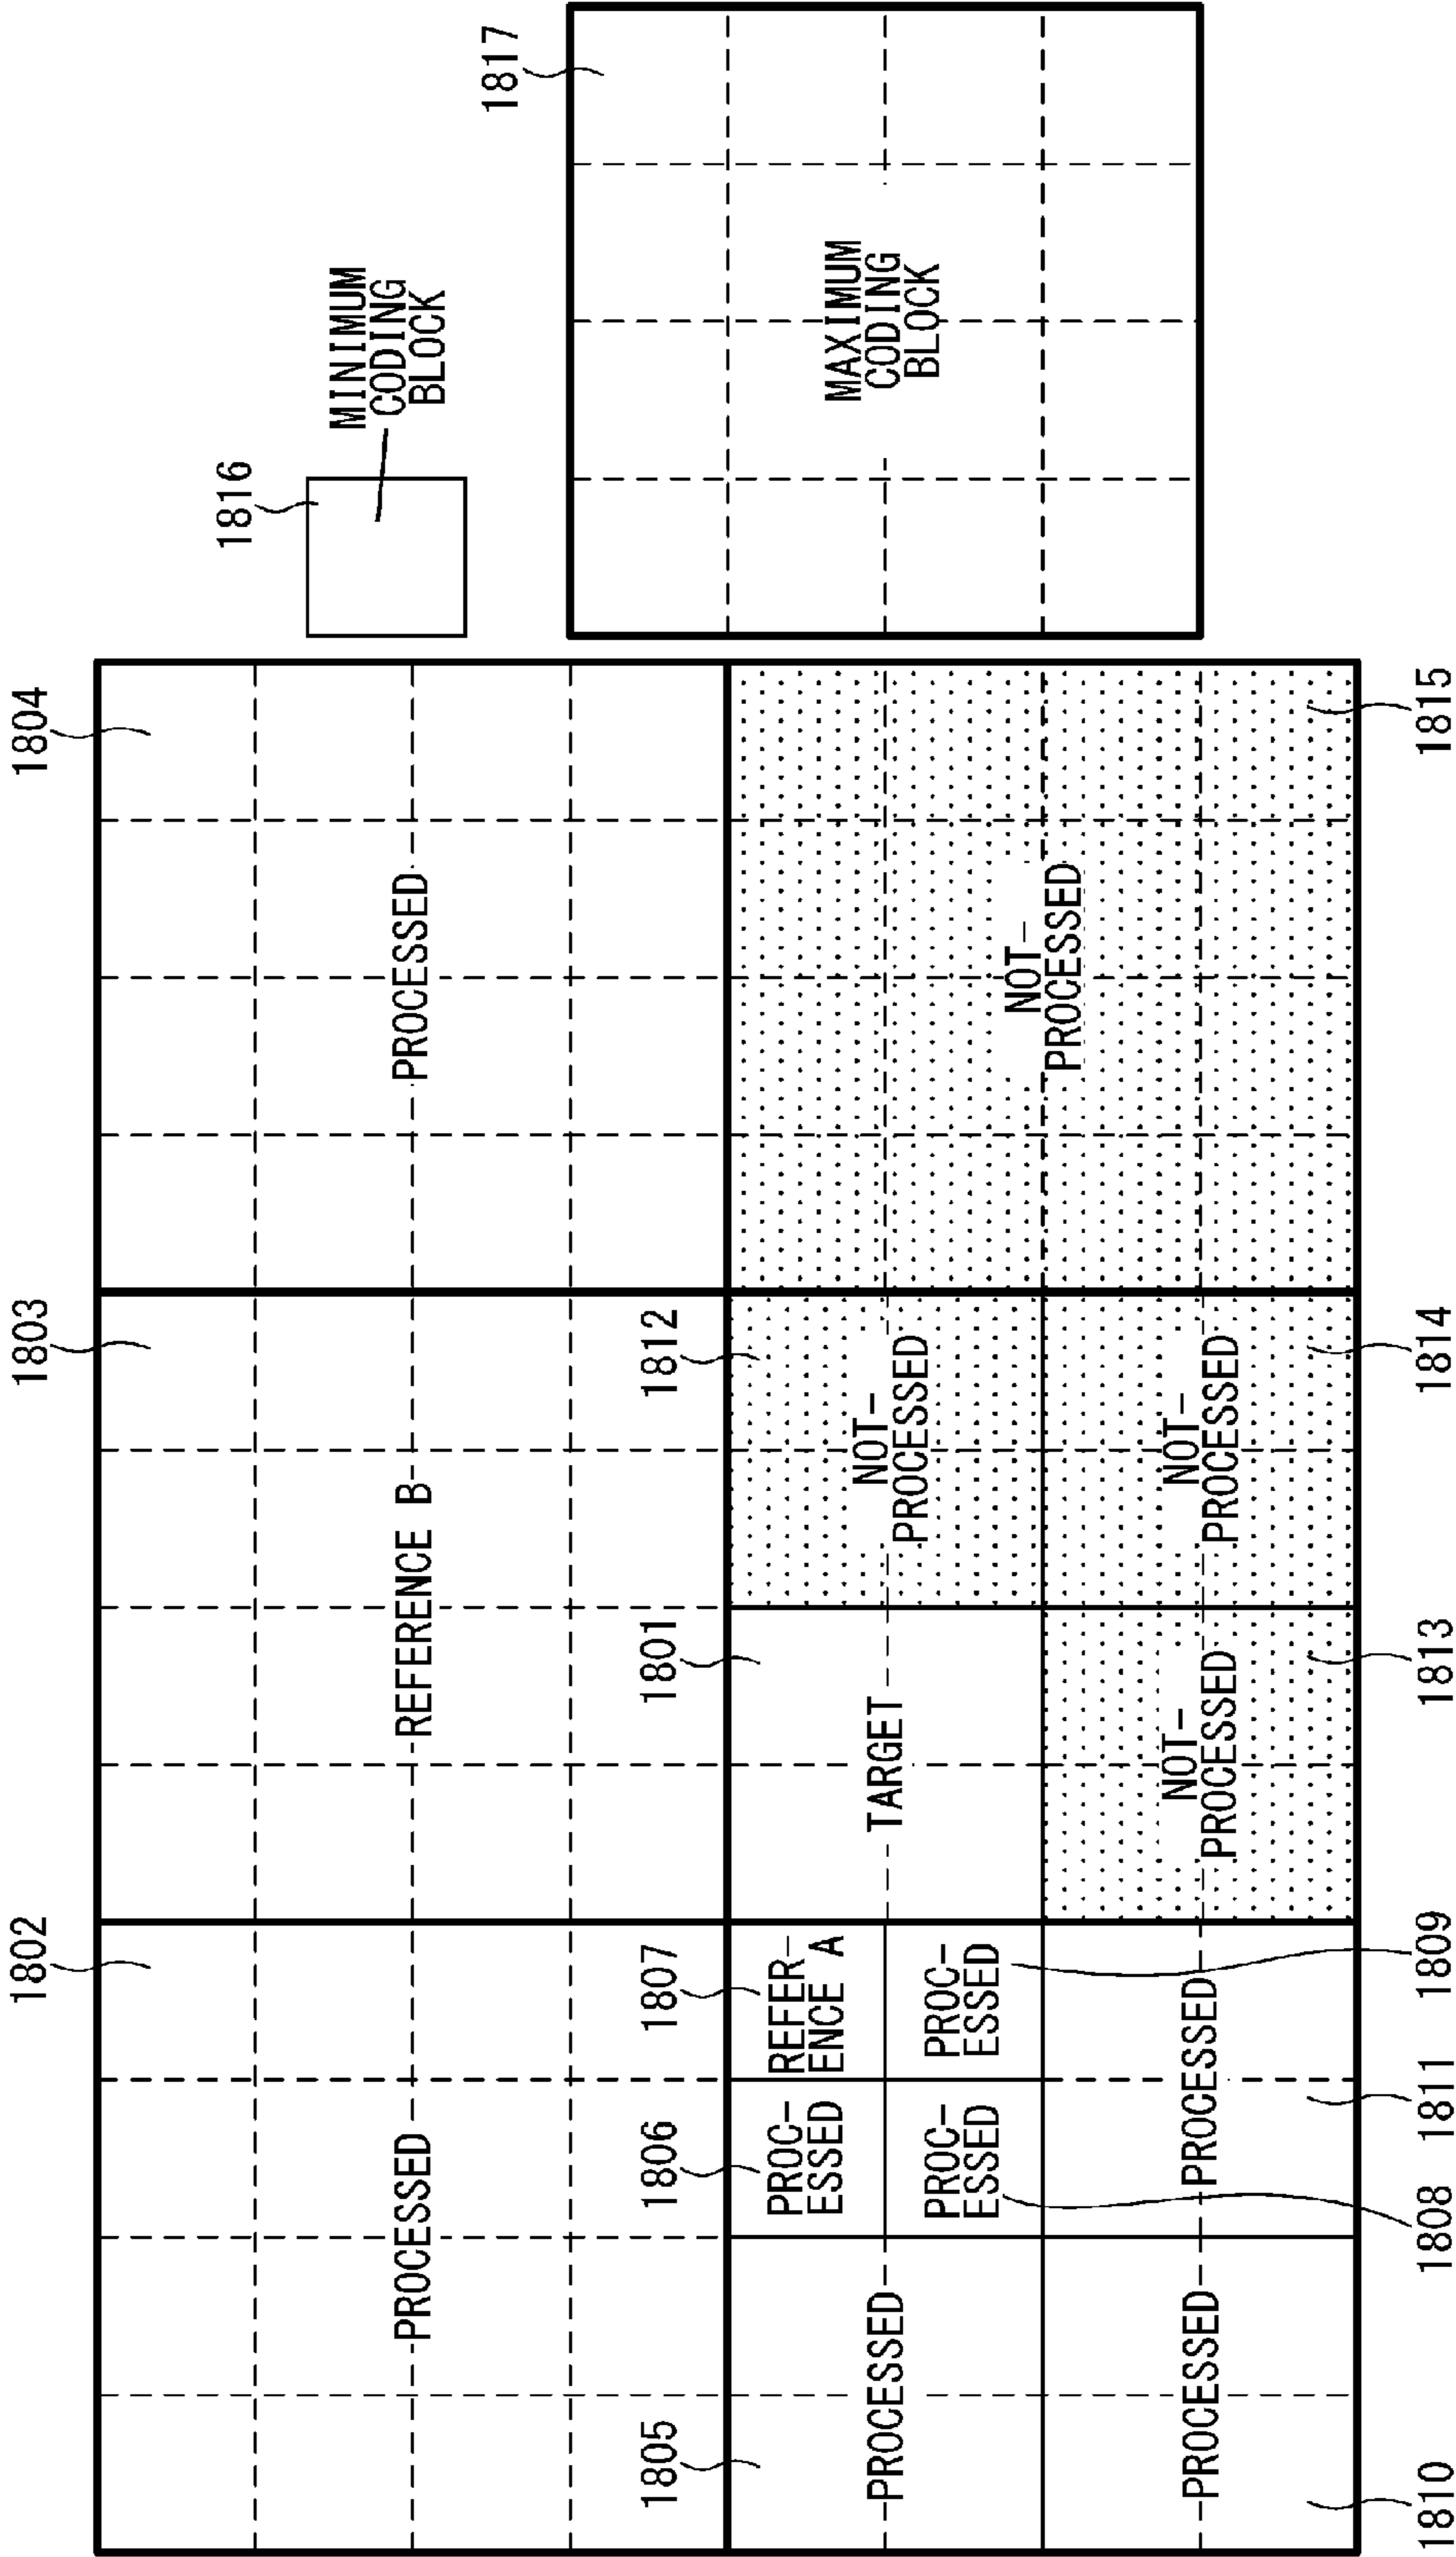 1802
1803
1804
PROCESSED
REFERENCE B
PROCESSED
1805
1806
1807
1801
1812
PROCESSED
PROC-
ESSED
REFER-
ENCE A
TARGET
NOT-
PROCESSED
PROC-
ESSED
PROC-
ESSED
NOT-
PROCESSED
PROCESSED
PROCESSED
NOT-
PROCESSED
NOT-
PROCESSED
1810
1808
1811
1809
1813
1814
1815
1816
MINIMUM
CODING
BLOCK
1817
MAXIMUM
CODING
BLOCK